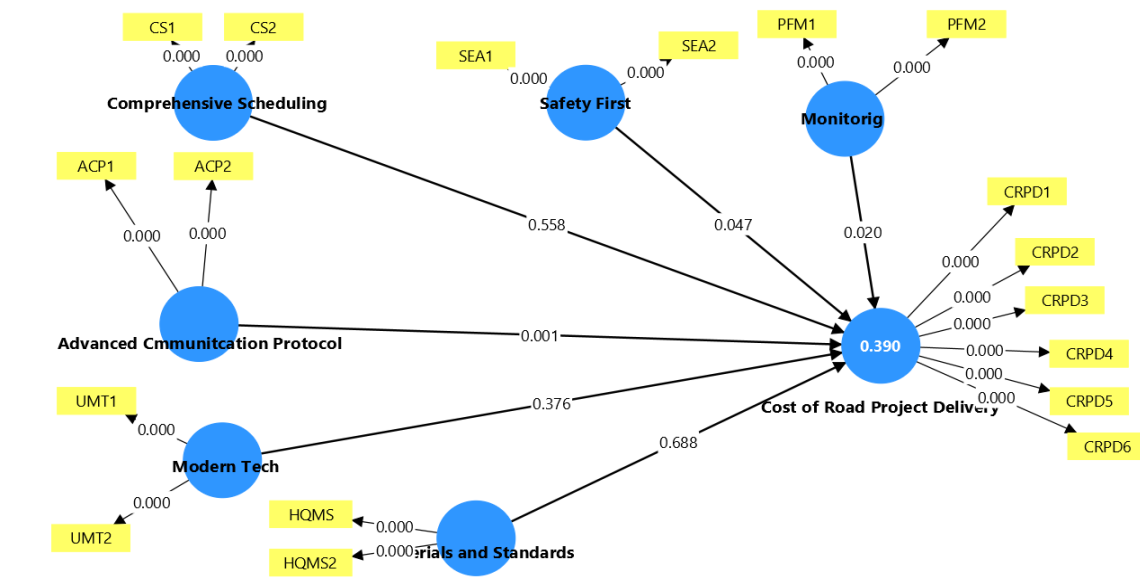 CS1
CS2
0.000
0.000
Comprehensive Scheduling
SEA1
SEA2
0.000
0.000
Safety First
PFM1
PFM2
0.000
0.000
Monitorig
ACP1
ACP2
0.000
0.000
Advanced Cmmunitcation Protocol
0.558
0.047
0.020
0.001
0.376
0.688
CRPD1
CRPD2
CRPD3
CRPD4
CRPD5
CRPD6
0.000
0.000
0.000
0.000
0.000
0.000
0.390
Cost of Road Project Delivery
UMT1
0.000
Modern Tech
0.000
UMT2
HQMS
0.000
HQMS2
0.000
and Standards